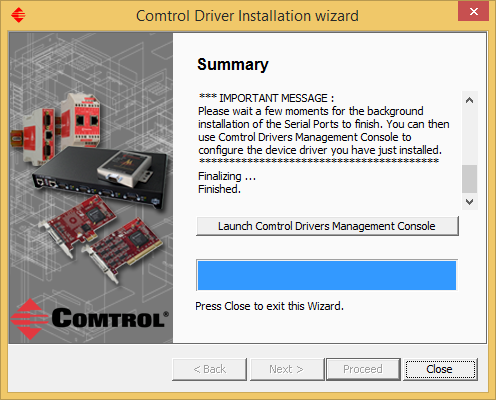 Comtrol Driver Installation wizard
Summary
*** IMPORTANT MESSAGE :
Please wait a few moments for the background
installation of the Serial Ports to finish. You can then
use Comtrol Drivers Management Console to
configure the device driver you have just installed.
****************************************
Finalizing ...
Finished.
Launch Comtrol Drivers Management Console
Press Close to exit this Wizard.
COMTROL®
< Back
Next >
Proceed
Close